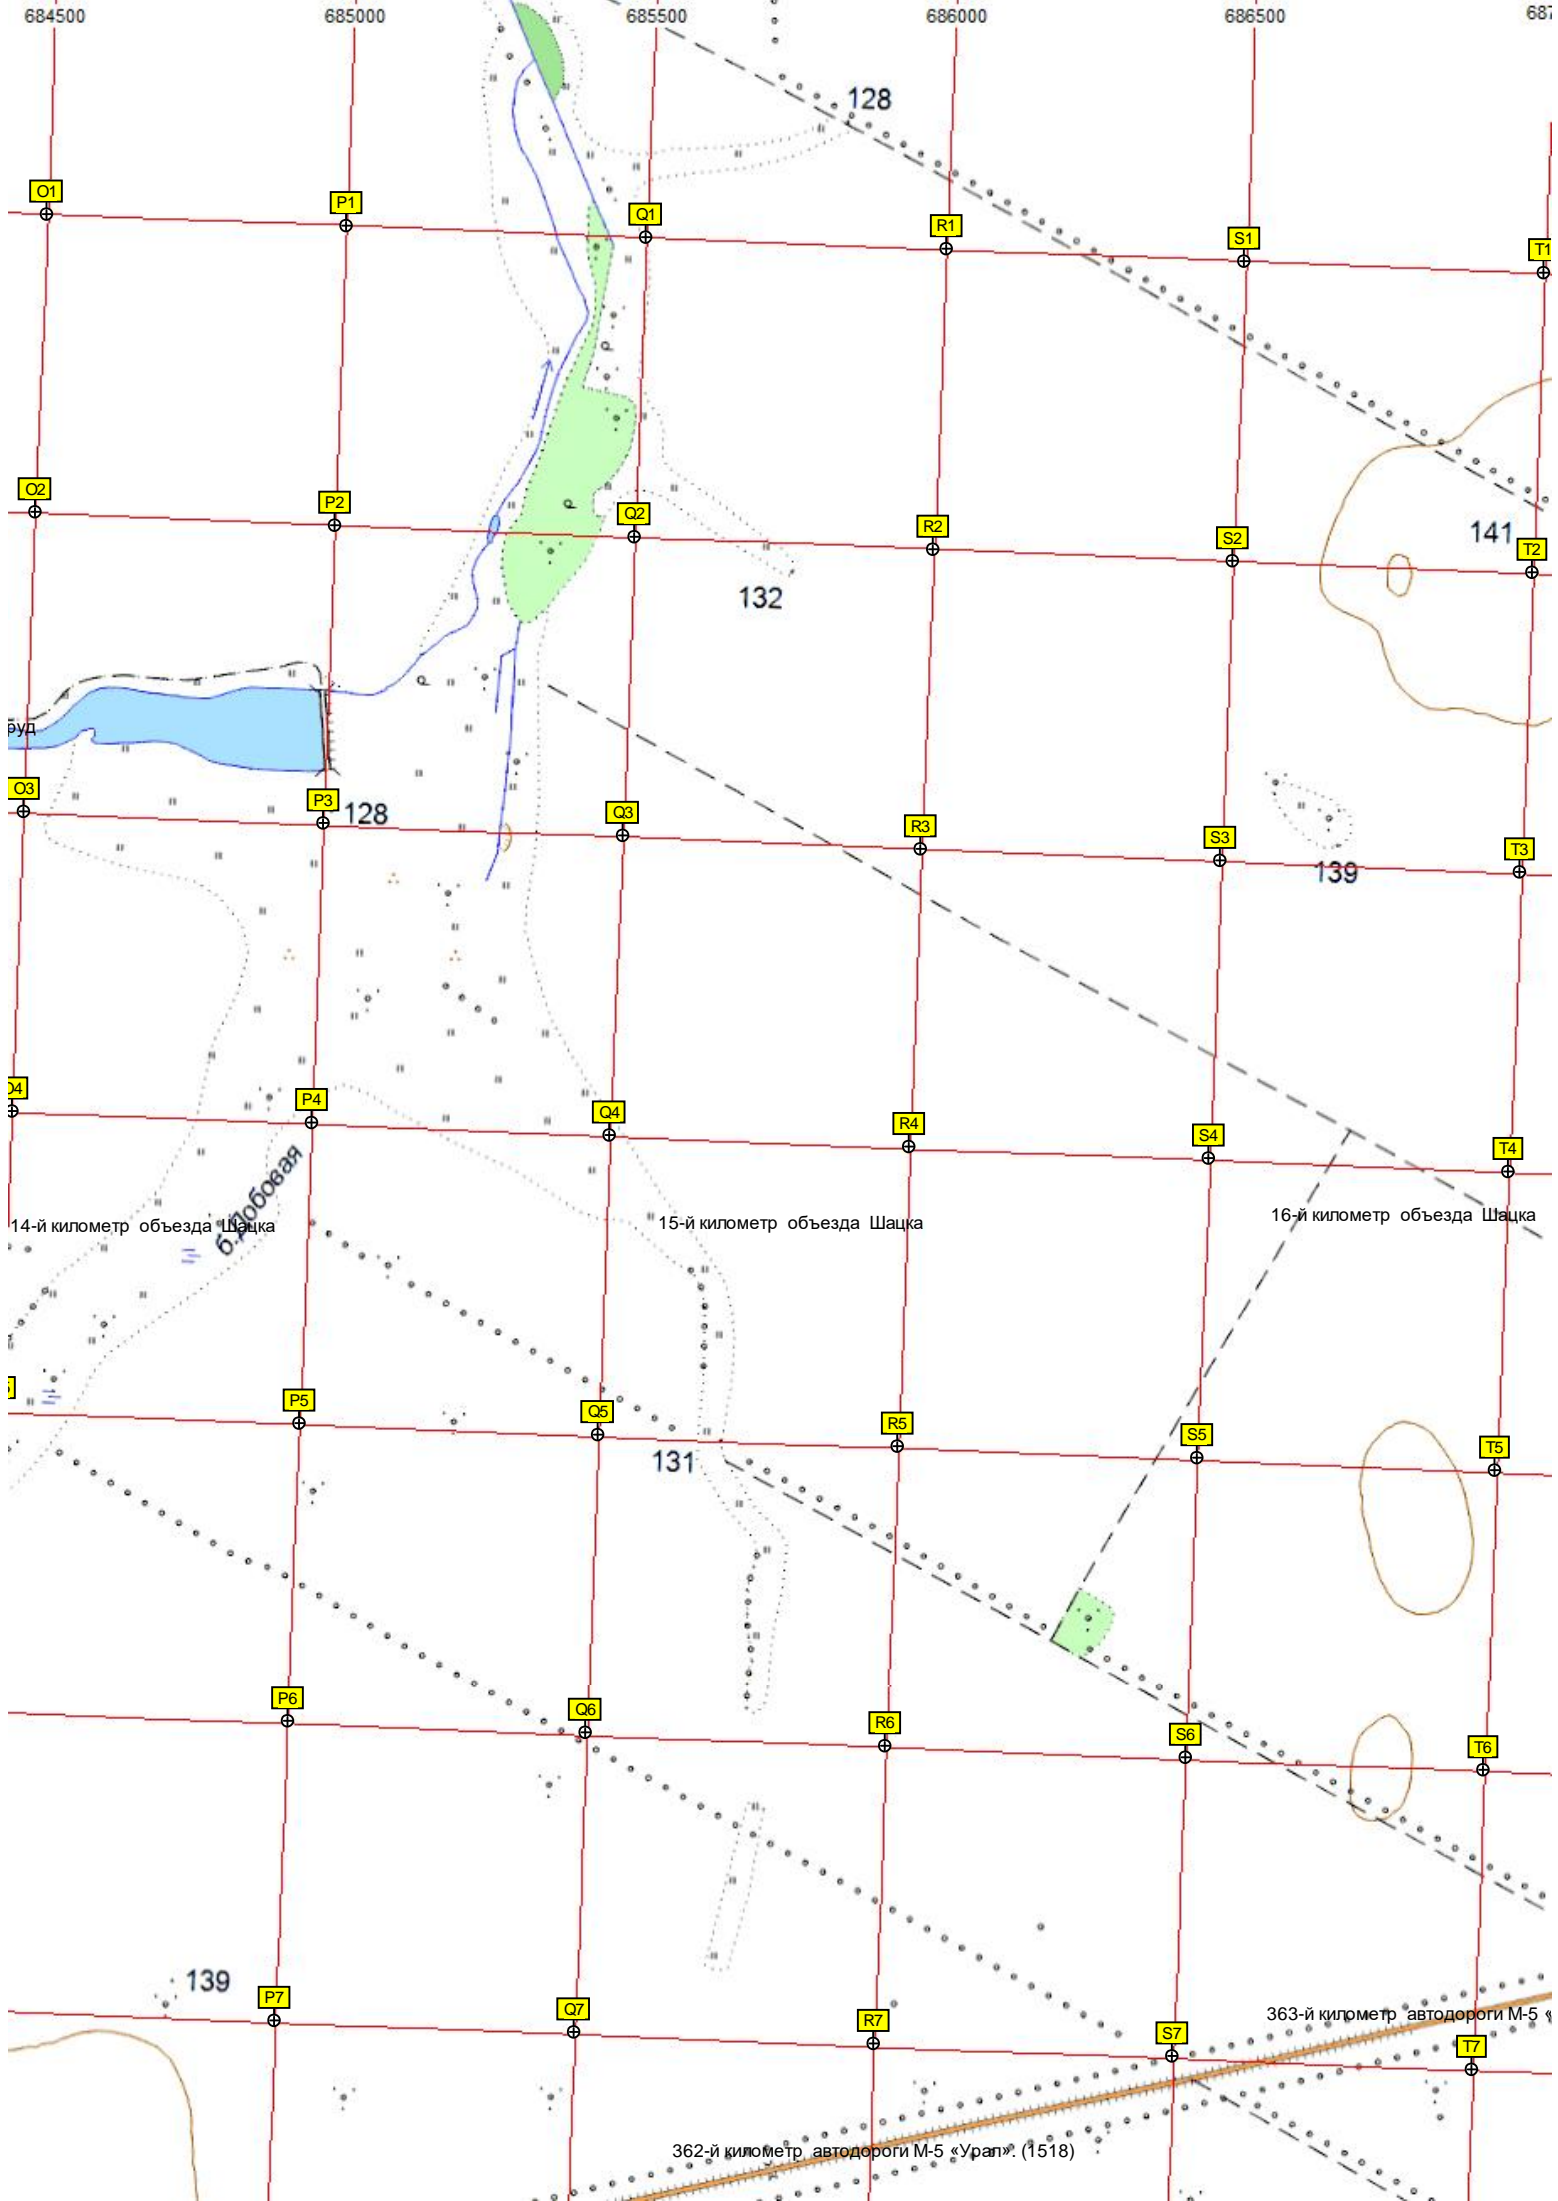 684500 685000 685500 686000 686500 687
128
O1 P1 Q1 R1 S1 T1
O2 P2 Q2 R2 S2 T2
141
132
руд
O3 P3 Q3 R3 S3 T3
128
139
O4 P4 Q4 R4 S4 T4
б.Добовая
14-й километр объезда Шацка
15-й километр объезда Шацка
16-й километр объезда Шацка
5 P5 Q5 R5 S5 T5
131
P6 Q6 R6 S6 T6
139
P7 Q7 R7 S7 T7
363-й километр автодороги М-5 «
362-й километр автодороги М-5 «Урал». (1518)